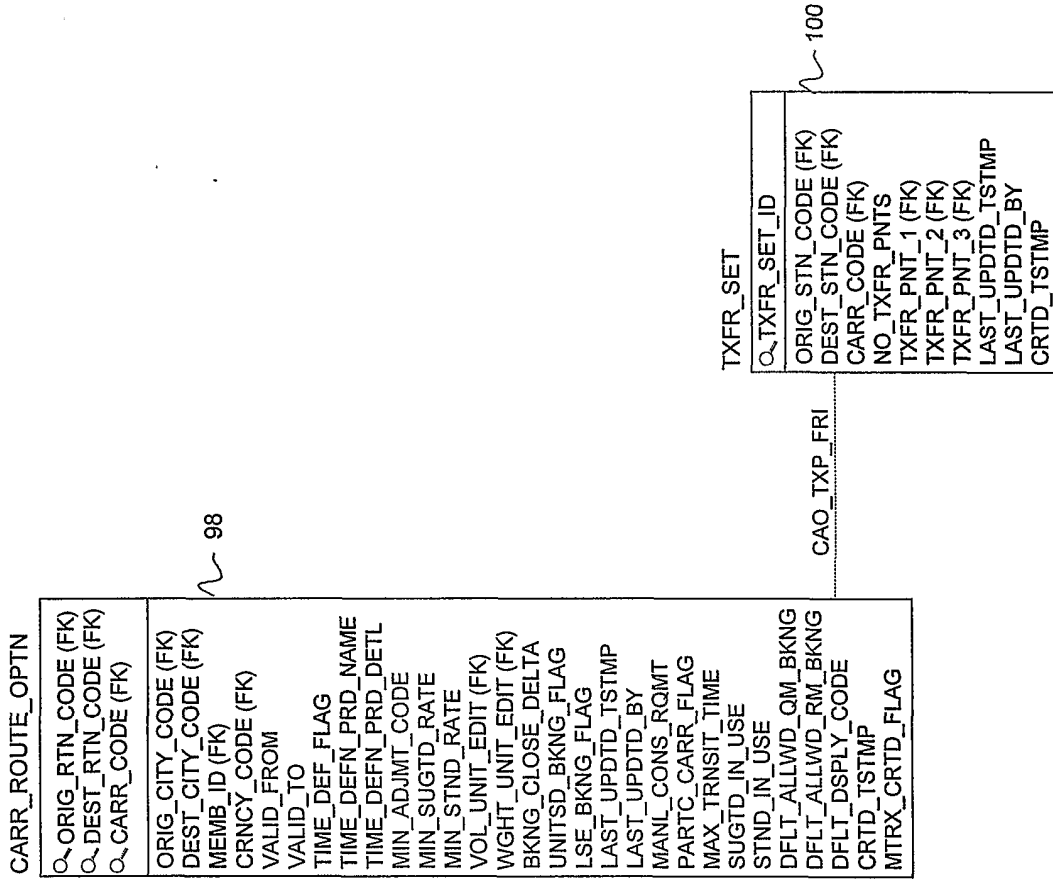 CARR_ROUTE_OPTN
ORIG_RTN_CODE (FK)
DEST_RTN_CODE (FK)
CARR_CODE (FK)
ORIG_CITY_CODE (FK)
DEST_CITY_CODE (FK)
MEMB_ID (FK)
CRNCY_CODE (FK)
VALID_FROM
VALID_TO
TIME_DEF_FLAG
TIME_DEFN_PRD_NAME
TIME_DEFN_PRD_DETL
MIN_ADJMT_CODE
MIN_SUGTD_RATE
MIN_STND_RATE
VOL_UNIT_EDIT (FK)
WGHT_UNIT_EDIT (FK)
BKNG_CLOSE_DELTA
UNITSD_BKNG_FLAG
LSE_BKNG_FLAG
LAST_UPDTD_TSTMP
LAST_UPDTD_BY
MANL_CONS_RQMT
PARTC_CARR_FLAG
MAX_TRNSIT_TIME
SUGTD_IN_USE
STND_IN_USE
DFLT_ALLWD_QM_BKNG
DFLT_ALLWD_RM_BKNG
DFLT_DSPLY_CODE
CRTD_TSTMP
MTRX_CRTD_FLAG
98
CAO_TXP_FRI
TXFR_SET
TXFR_SET_ID
ORIG_STN_CODE (FK)
DEST_STN_CODE (FK)
CARR_CODE (FK)
NO_TXFR_PNTS
TXFR_PNT_1 (FK)
TXFR_PNT_2 (FK)
TXFR_PNT_3 (FK)
LAST_UPDTD_TSTMP
LAST_UPDTD_BY
CRTD_TSTMP
100